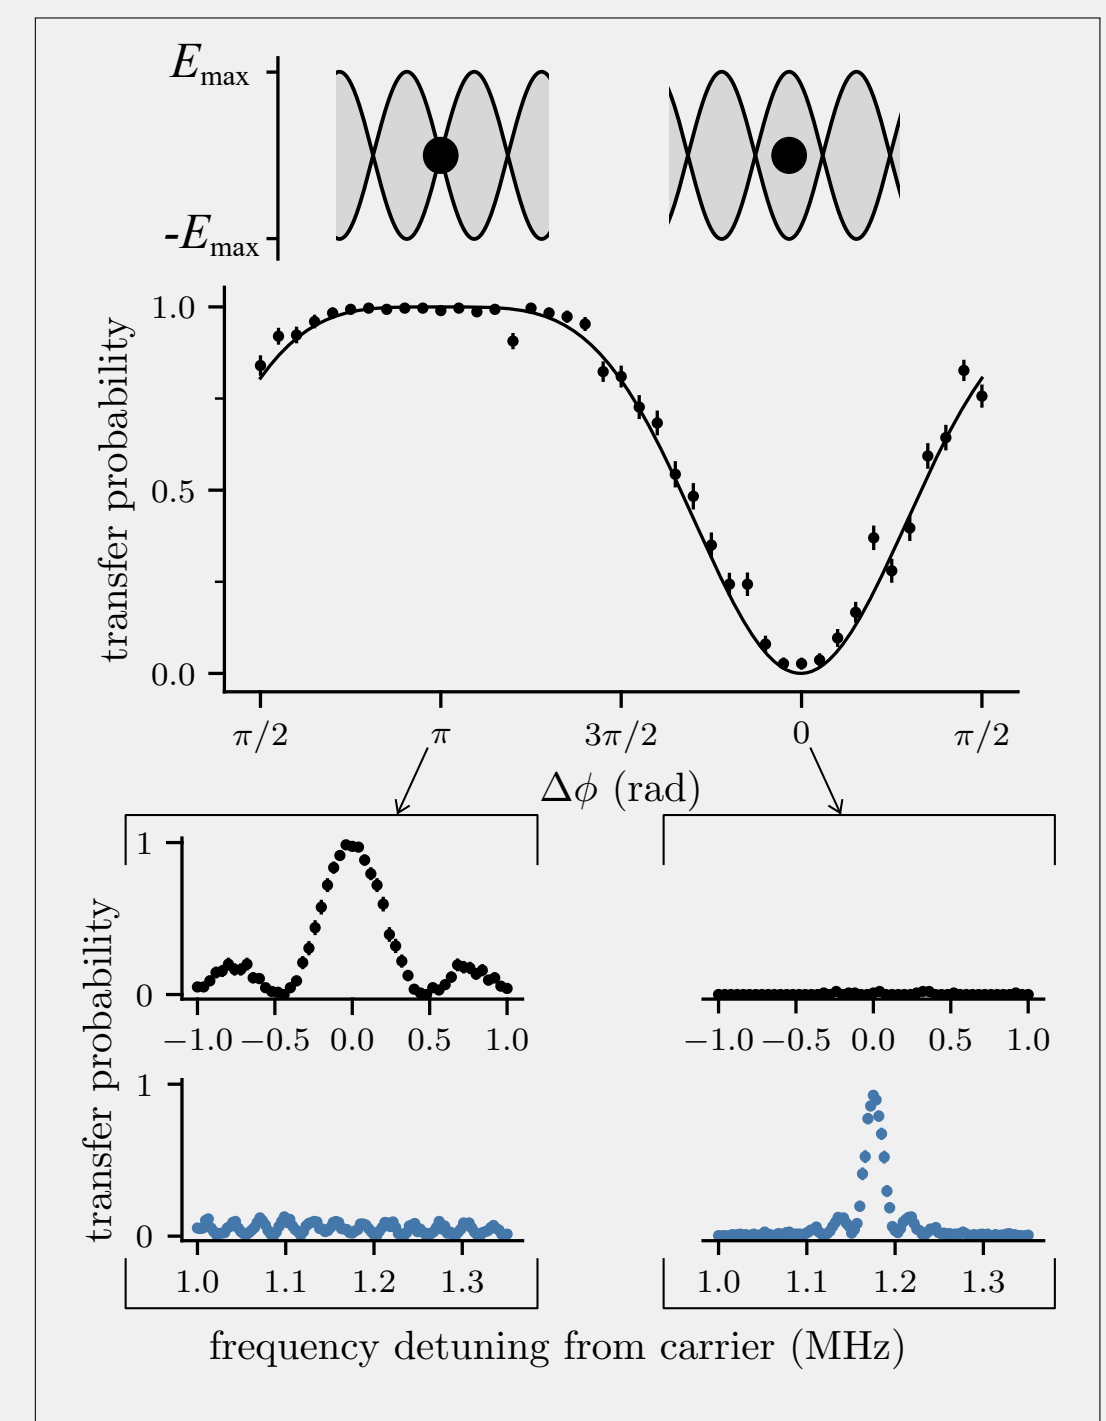 E_max
-E_max
transfer probability
1.0
0.5
0.0
π/2 π 3π/2 0 π/2
Δϕ (rad)
transfer probability
1
0
−1.0 −0.5 0.0 0.5 1.0
−1.0 −0.5 0.0 0.5 1.0
1
0
1.0 1.1 1.2 1.3
1.0 1.1 1.2 1.3
frequency detuning from carrier (MHz)